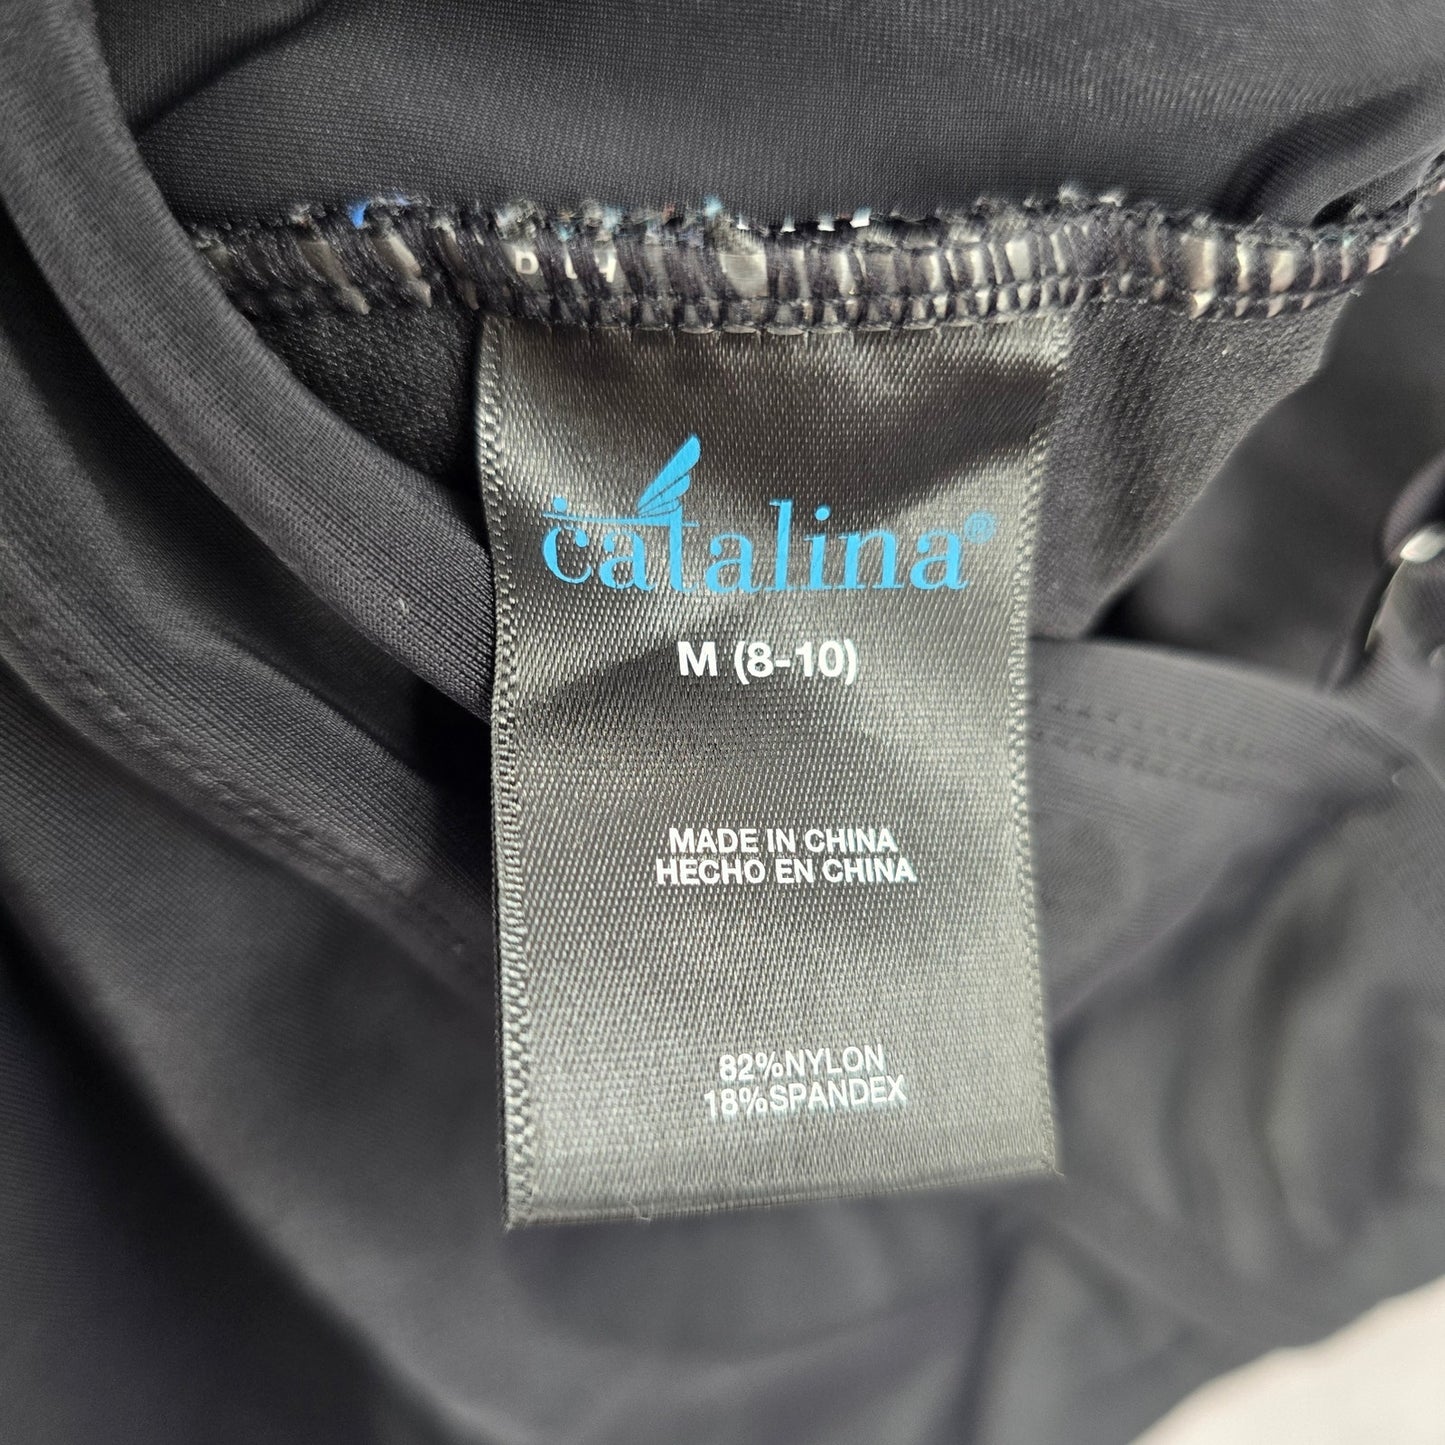 catalina®
M (8-10)
MADE IN CHINA
HECHO EN CHINA
82%NYLON
18%SPANDEX